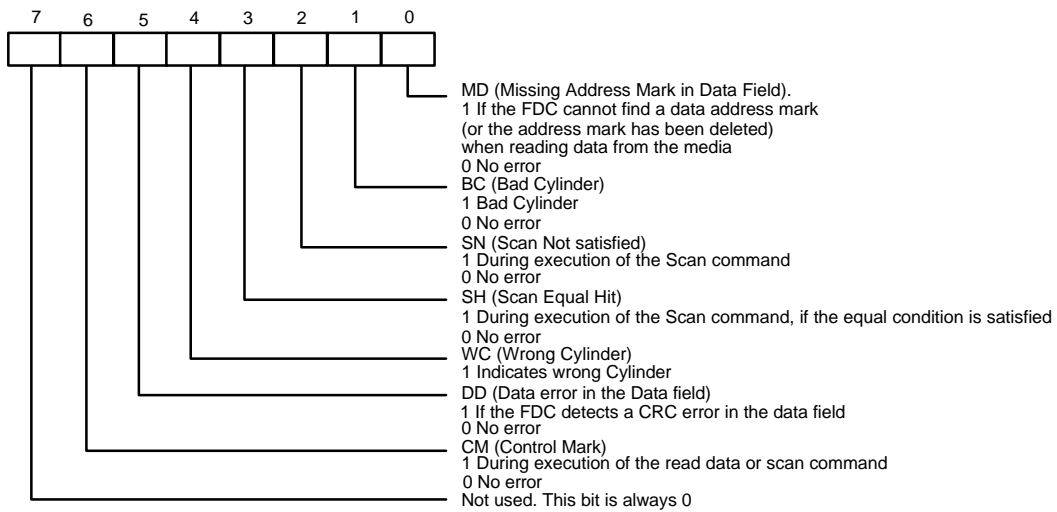 7 6 5 4 3 2 1 0
MD (Missing Address Mark in Data Field).
1 If the FDC cannot find a data address mark
(or the address mark has been deleted)
when reading data from the media
0 No error
BC (Bad Cylinder)
1 Bad Cylinder
0 No error
SN (Scan Not satisfied)
1 During execution of the Scan command
0 No error
SH (Scan Equal Hit)
1 During execution of the Scan command, if the equal condition is satisfied
0 No error
WC (Wrong Cylinder)
1 Indicates wrong Cylinder
DD (Data error in the Data field)
1 If the FDC detects a CRC error in the data field
0 No error
CM (Control Mark)
1 During execution of the read data or scan command
0 No error
Not used. This bit is always 0